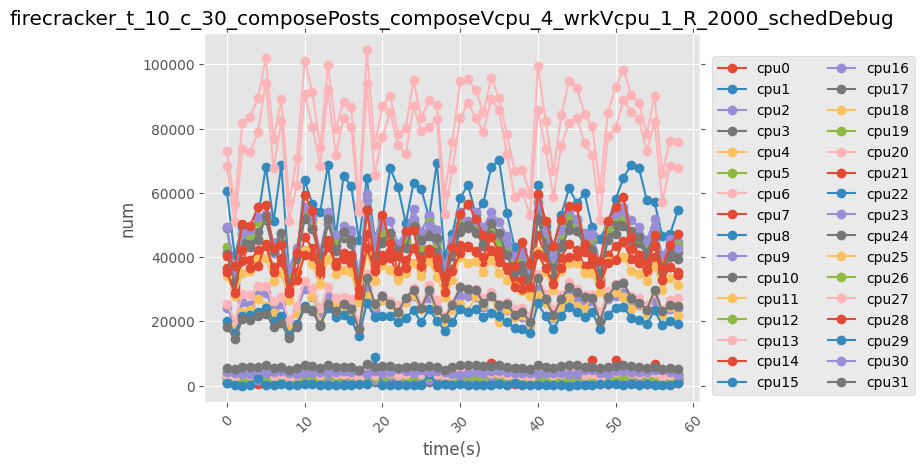 firecracker_t_10_c_30_composePosts_composeVcpu_4_wrkVcpu_1_R_2000_schedDebug
num
100000
80000
60000
40000
20000
0
0
10
20
30
40
50
60
time(s)
cpu0
cpu1
cpu2
cpu3
cpu4
cpu5
cpu6
cpu7
cpu8
cpu9
cpu10
cpu11
cpu12
cpu13
cpu14
cpu15
cpu16
cpu17
cpu18
cpu19
cpu20
cpu21
cpu22
cpu23
cpu24
cpu25
cpu26
cpu27
cpu28
cpu29
cpu30
cpu31